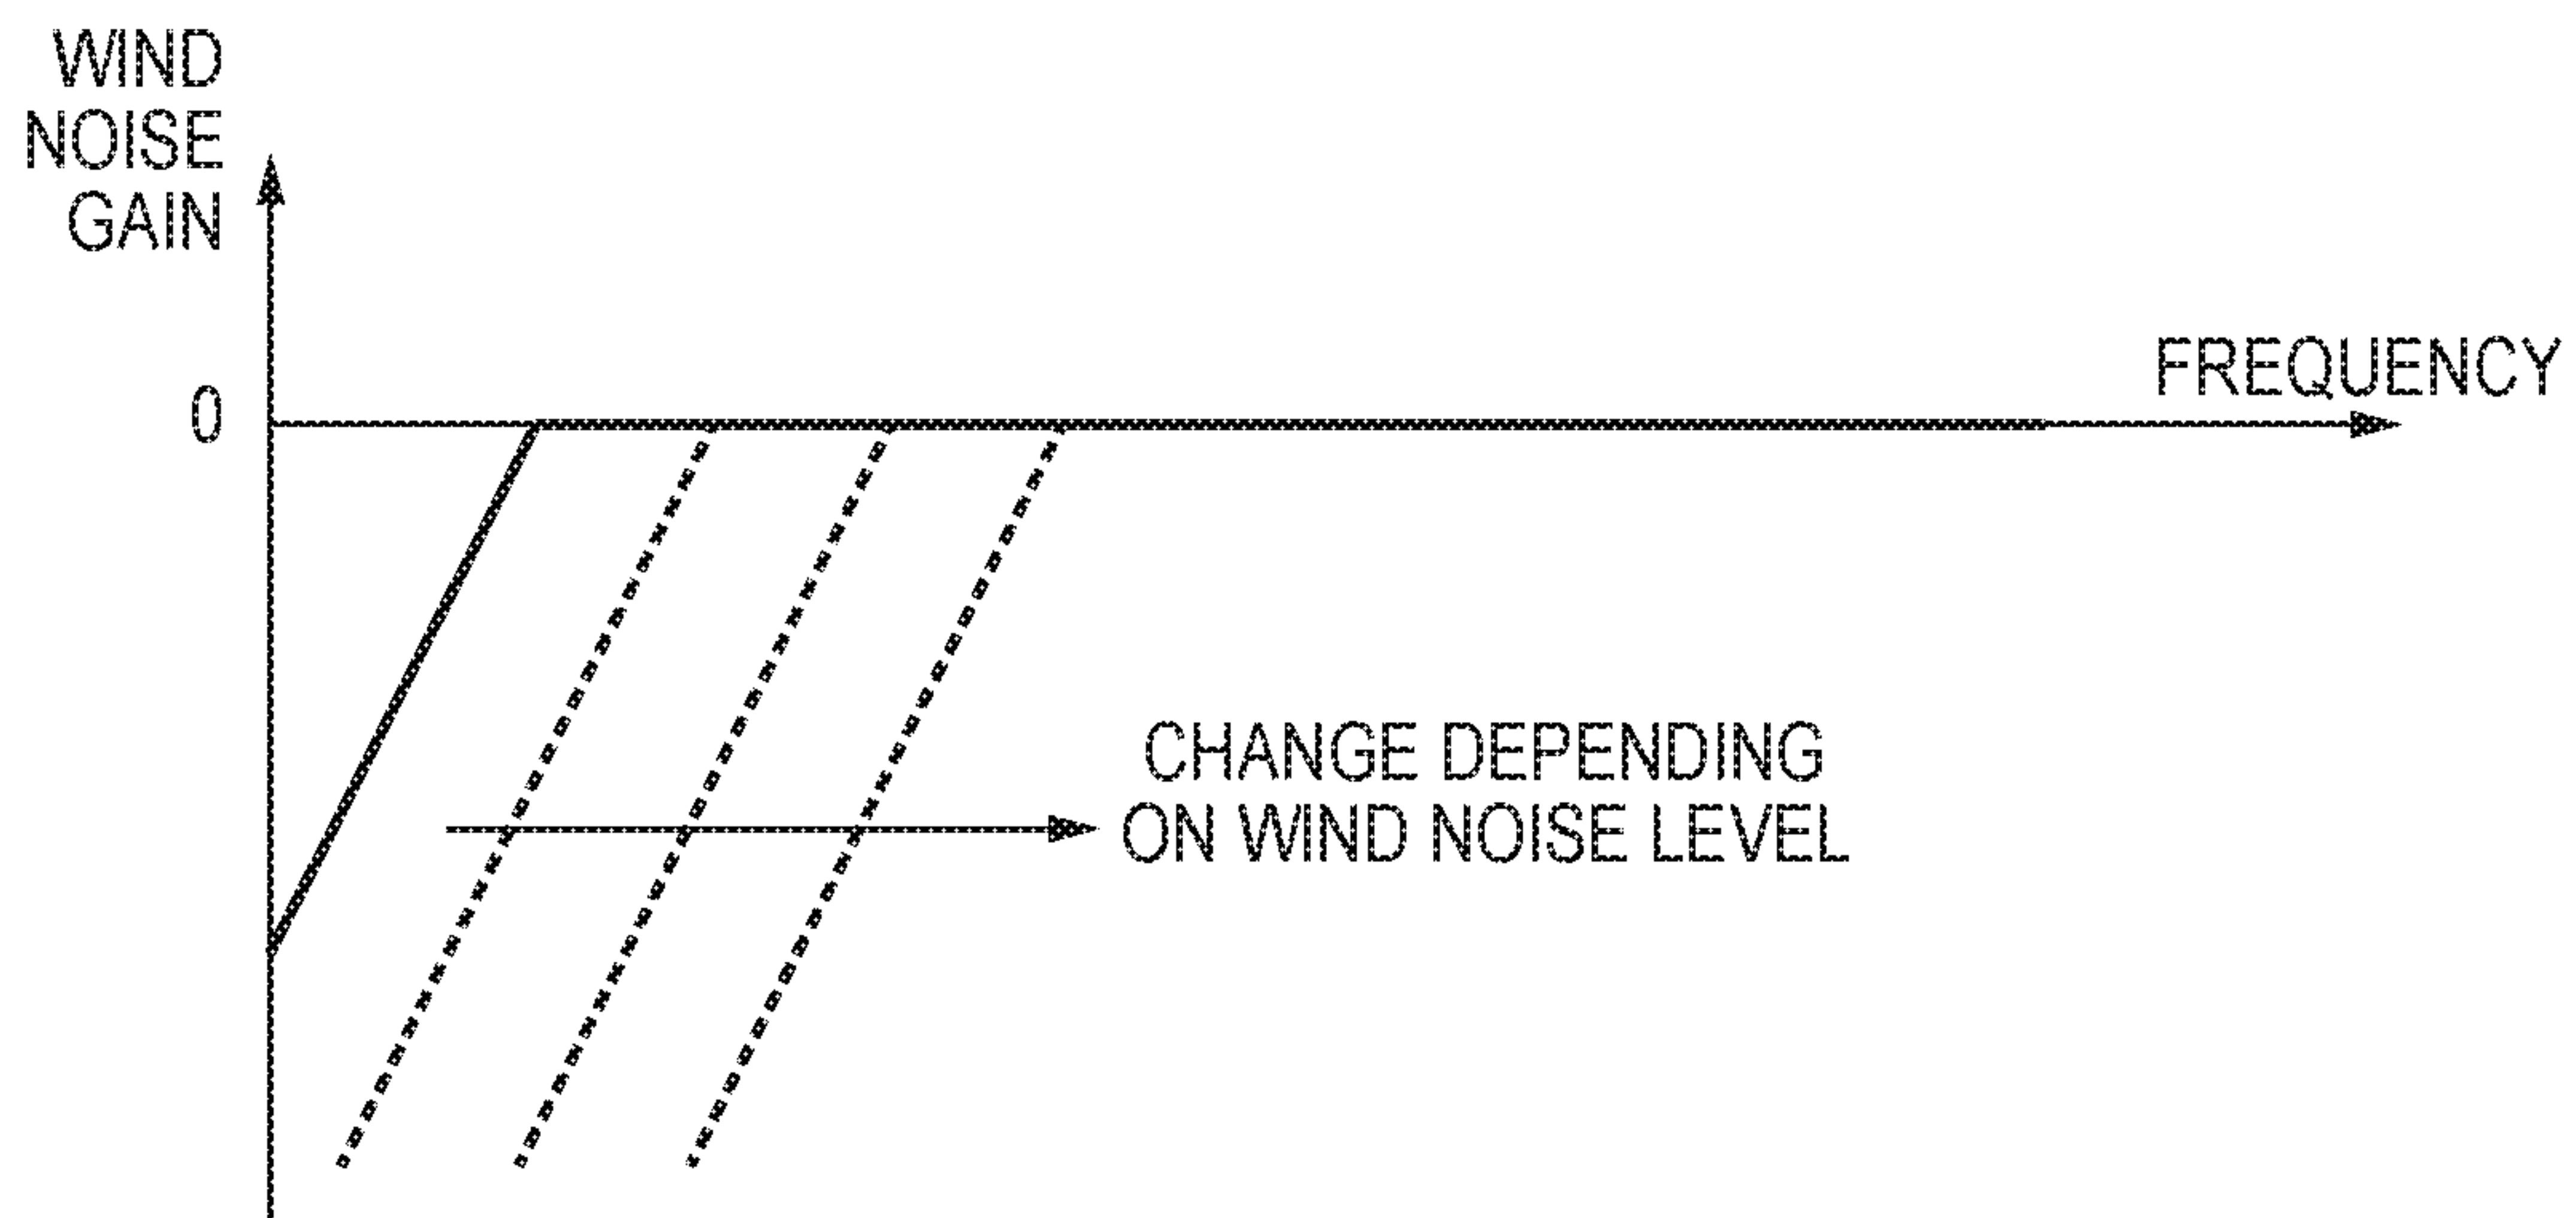 WIND
NOISE
GAIN
0
FREQUENCY
CHANGE DEPENDING
ON WIND NOISE LEVEL